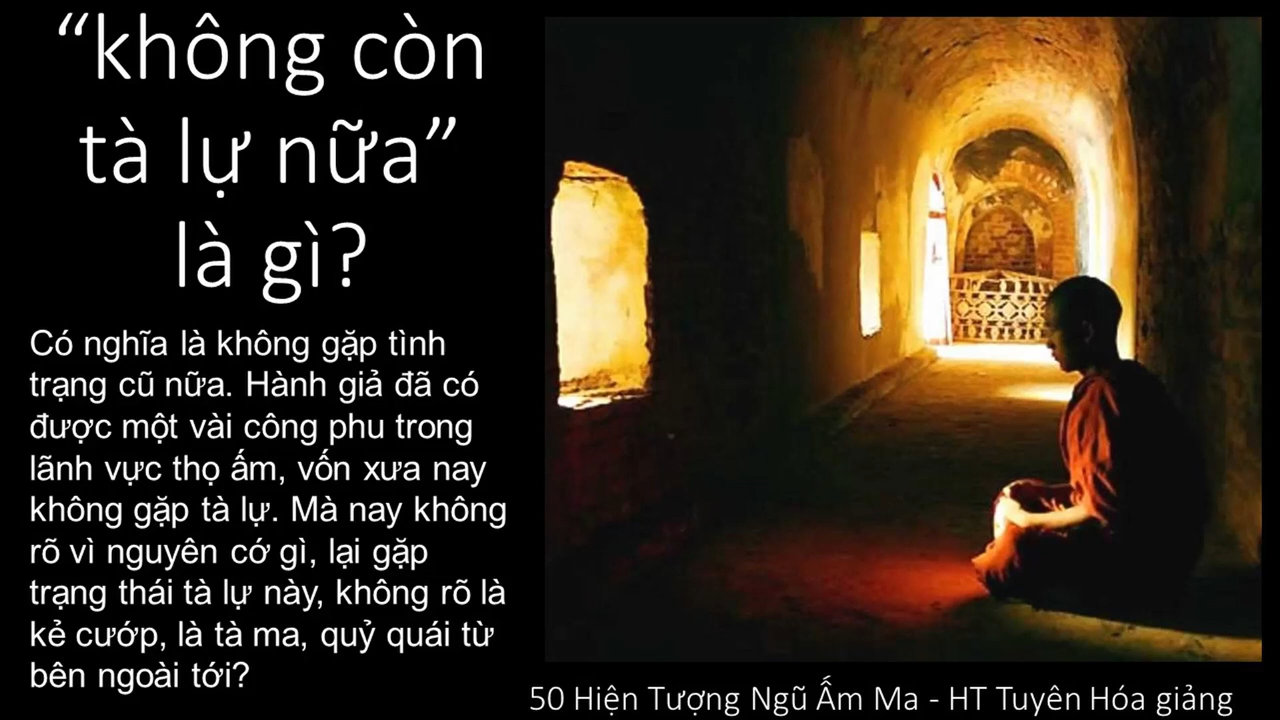 “không còn
tà lự nữa”
là gì?
Có nghĩa là không gặp tình
trạng cũ nữa. Hành giả đã có
được một vài công phu trong
lãnh vực thọ ấm, vốn xưa nay
không gặp tà lự. Mà nay không
rõ vì nguyên cớ gì, lại gặp
trạng thái tà lự này, không rõ là
kẻ cướp, là tà ma, quỷ quái từ
bên ngoài tới?
50 Hiện Tượng Ngũ Ấm Ma - HT Tuyên Hóa giảng